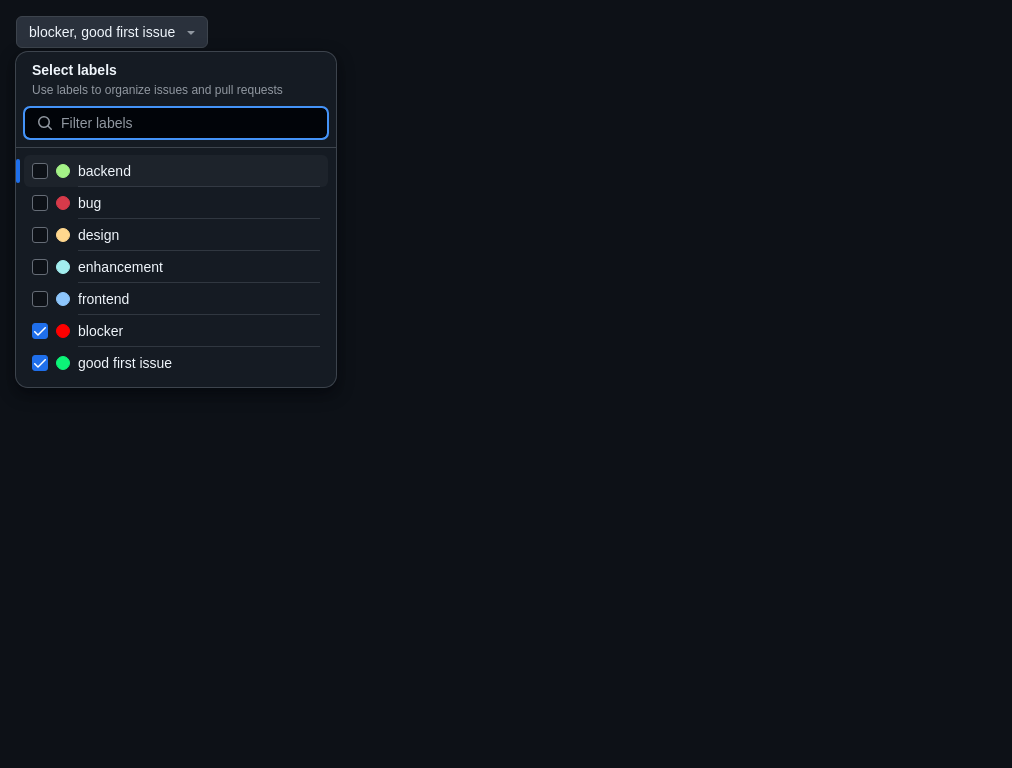 blocker, good first issue
Select labels
Use labels to organize issues and pull requests
Filter labels
backend
bug
design
enhancement
frontend
blocker
good first issue